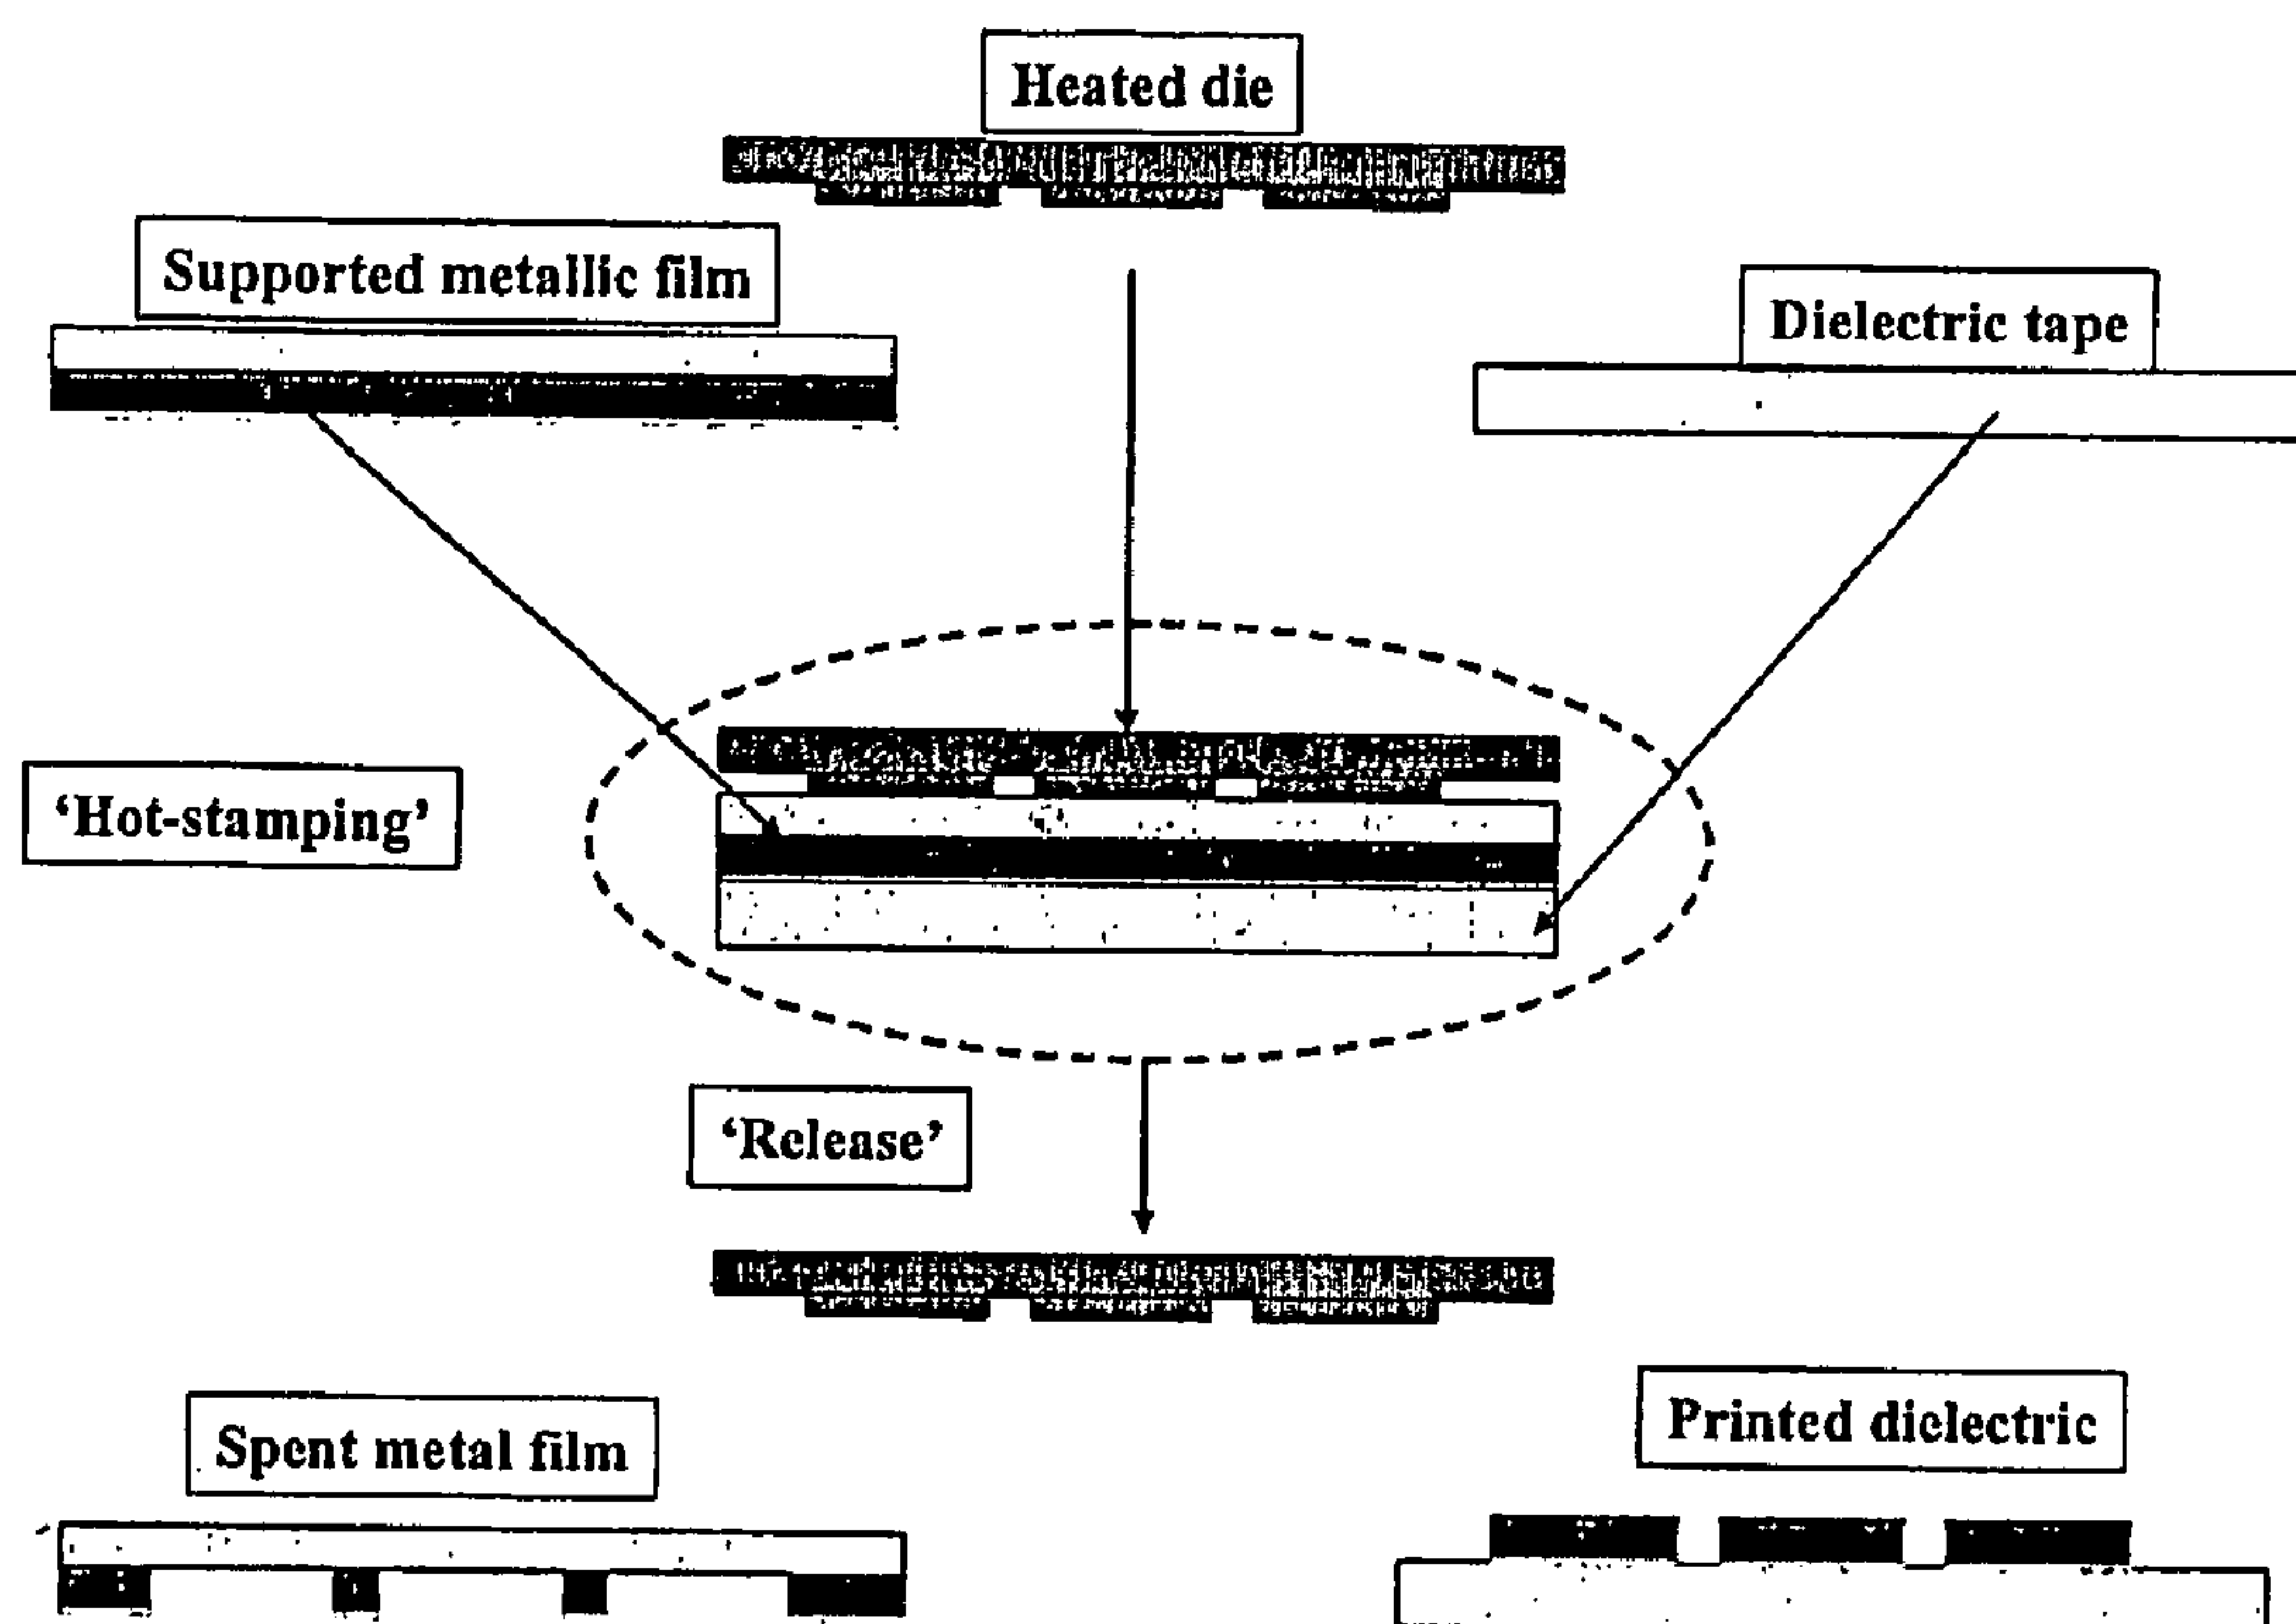 Heated die
Supported metallic film
Dielectric tape
‘Hot-stamping’
‘Release’
Spent metal film
Printed dielectric